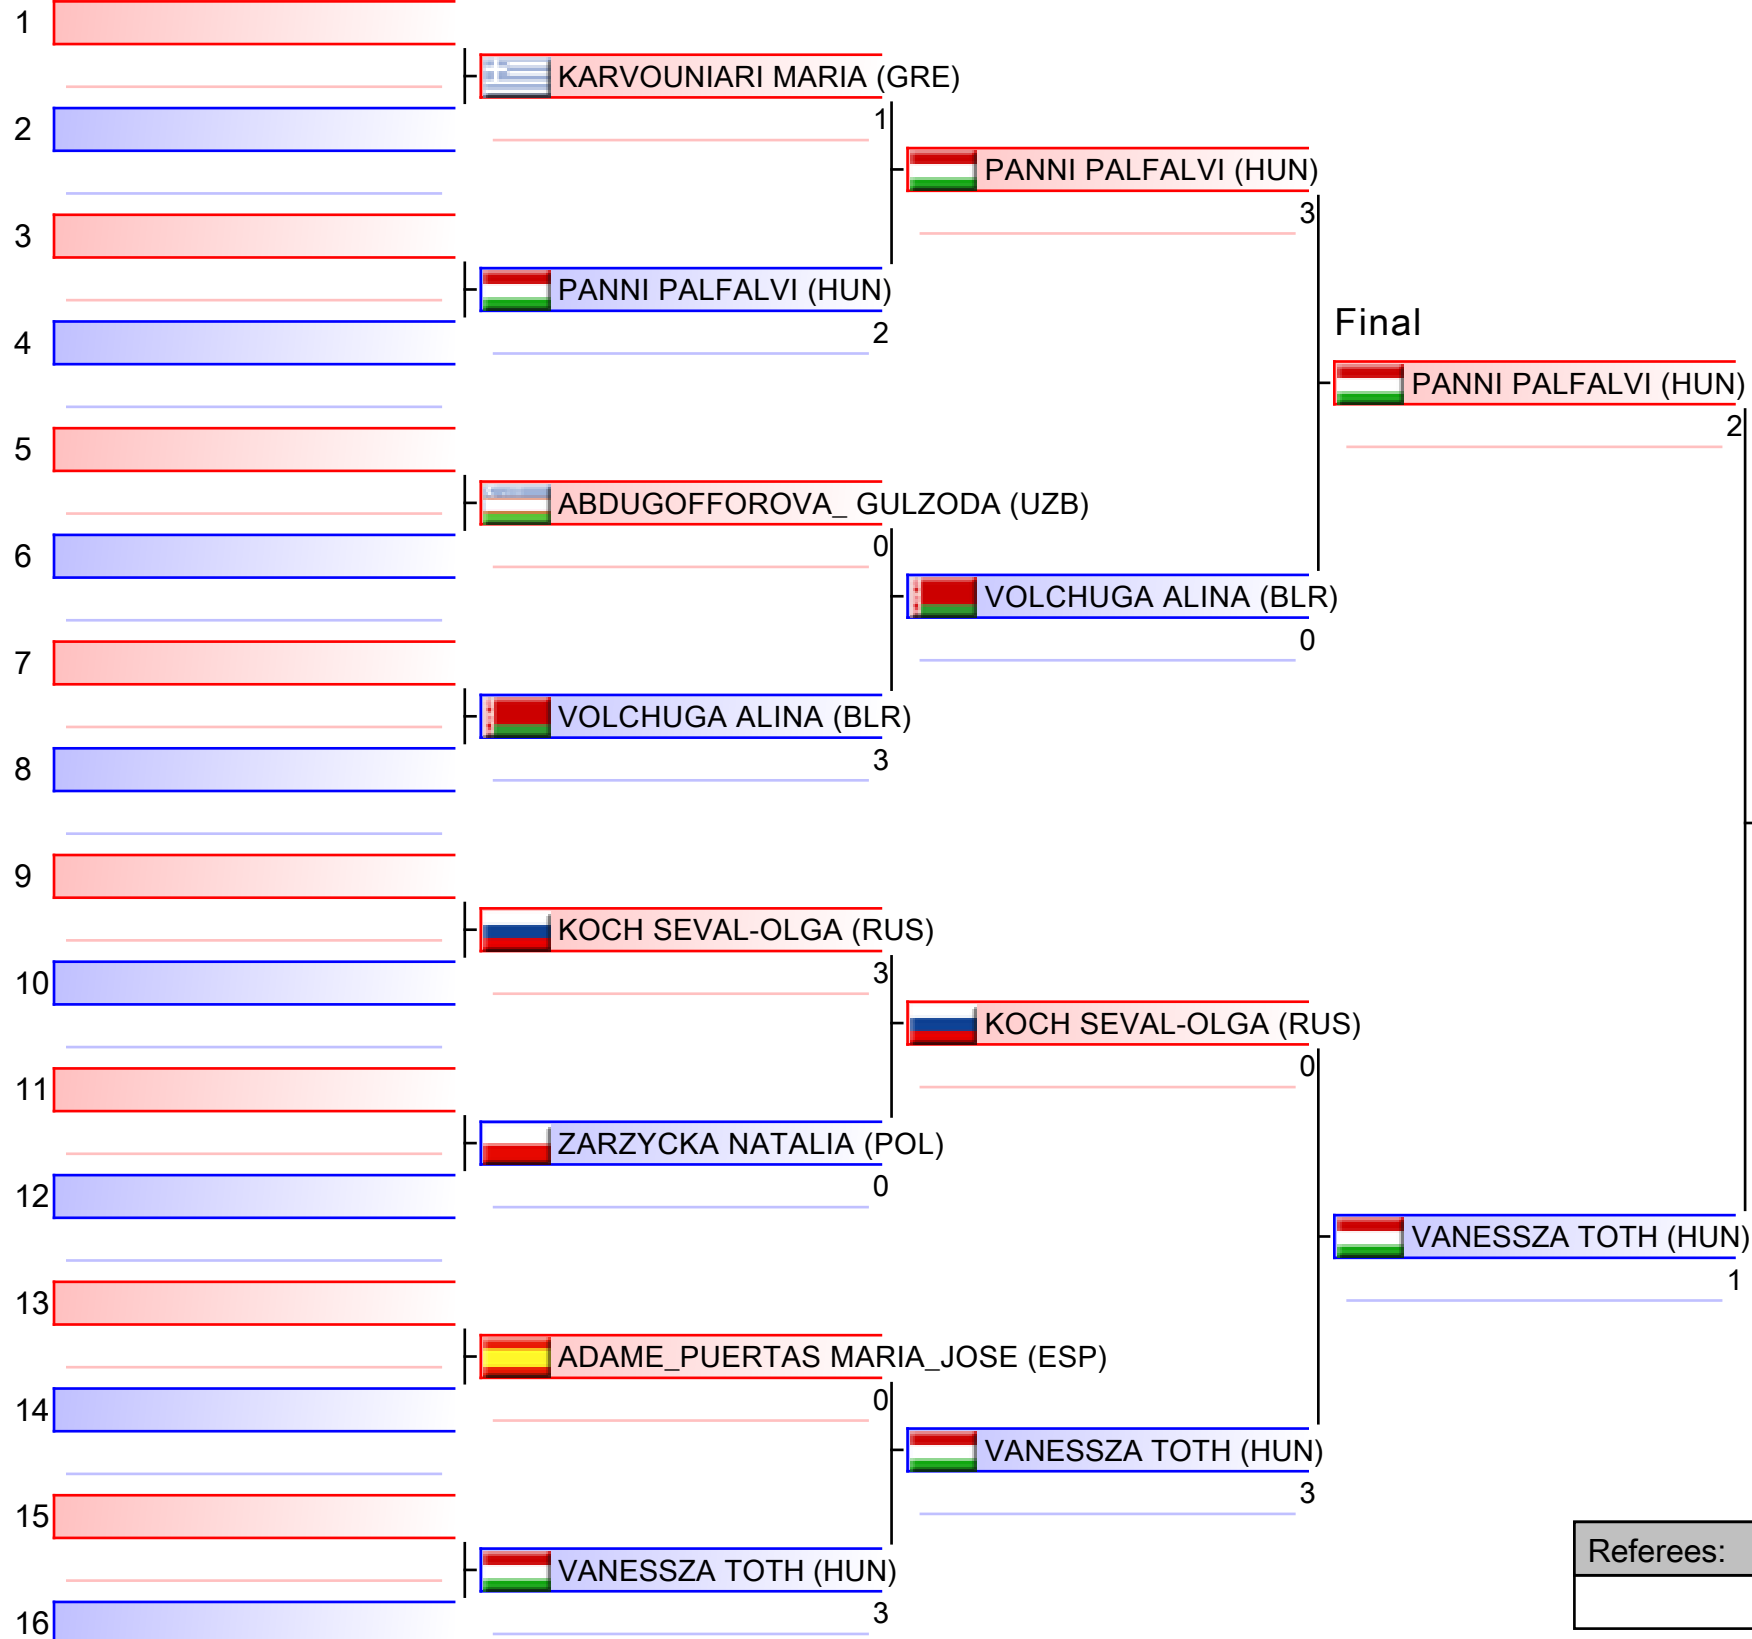 1
KARVOUNIARI MARIA (GRE)
1
2
PANNI PALFALVI (HUN)
3
3
PANNI PALFALVI (HUN)
2
4
Final
PANNI PALFALVI (HUN)
2
5
ABDUGOFFOROVA_ GULZODA (UZB)
0
6
VOLCHUGA ALINA (BLR)
0
7
VOLCHUGA ALINA (BLR)
3
8
9
KOCH SEVAL-OLGA (RUS)
3
10
KOCH SEVAL-OLGA (RUS)
0
11
ZARZYCKA NATALIA (POL)
0
12
VANESSZA TOTH (HUN)
1
13
ADAME_PUERTAS MARIA_JOSE (ESP)
0
14
VANESSZA TOTH (HUN)
3
15
VANESSZA TOTH (HUN)
3
16
Referees: